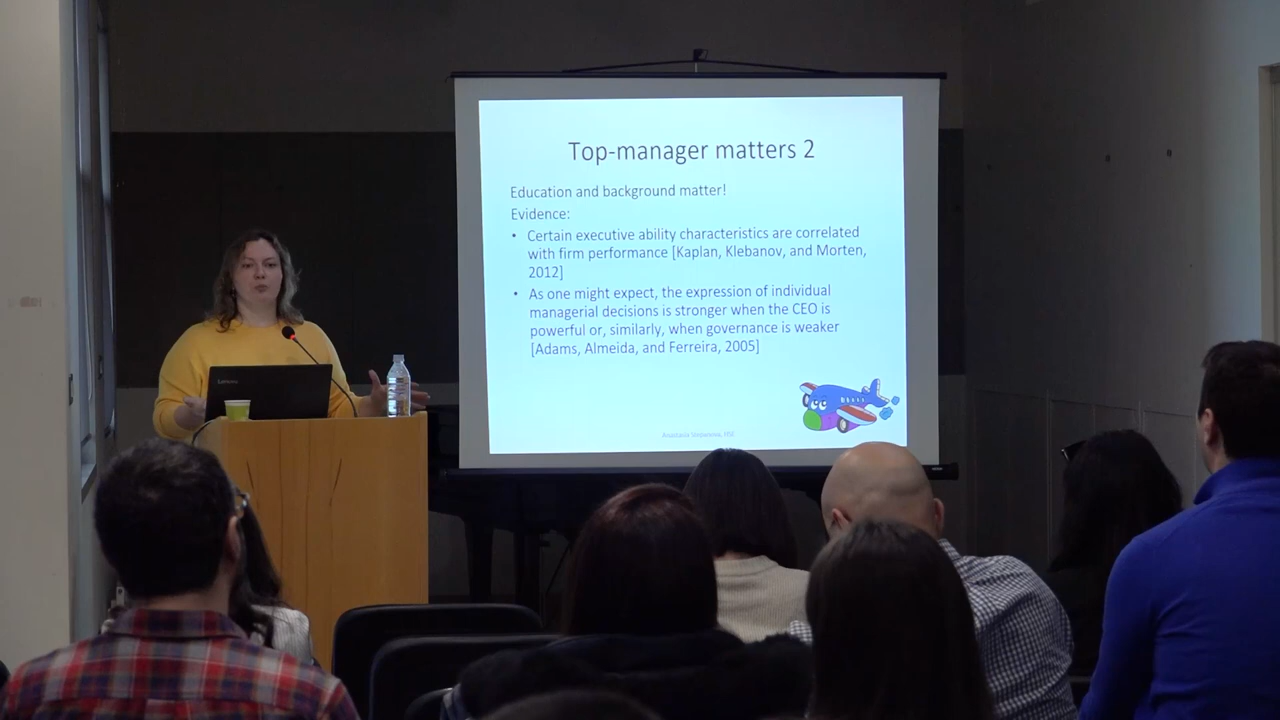 Top-manager matters 2
Education and background matter!
Evidence:
• Certain executive ability characteristics are correlated
with firm performance [Kaplan, Klebanov, and Morten,
2012]
• As one might expect, the expression of individual
managerial decisions is stronger when the CEO is
powerful or, similarly, when governance is weaker
[Adams, Almeida, and Ferreira, 2005]
Lenovo